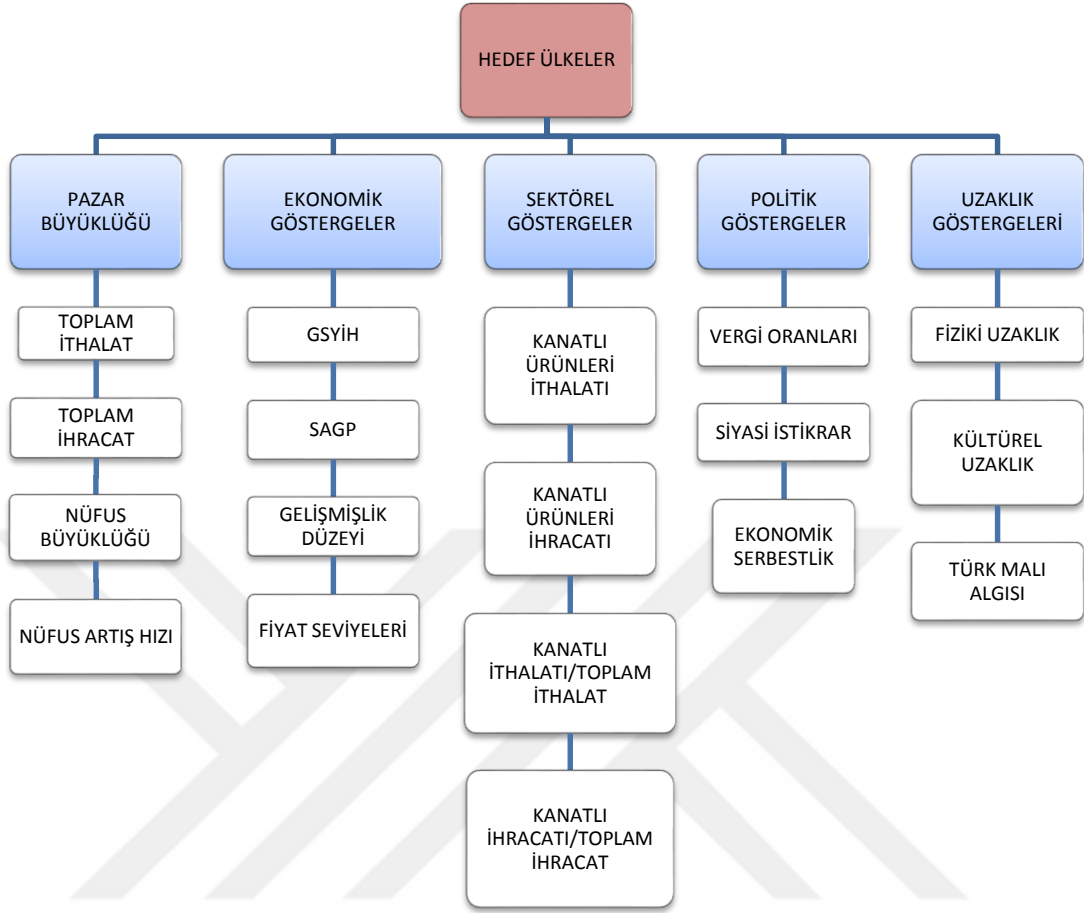 HEDEF ÜLKELER
PAZAR
BÜYÜKLÜĞÜ
TOPLAM
İTHALAT
TOPLAM
İHRACAT
NÜFUS
BÜYÜKLÜĞÜ
NÜFUS ARTIŞ HIZI
EKONOMİK
GÖSTERGELER
GSYİH
SAGP
GELİŞMİŞLİK
DÜZEYİ
FİYAT SEVİYELERİ
SEKTÖREL
GÖSTERGELER
KANATLI
ÜRÜNLERİ
İTHALATI
KANATLI
ÜRÜNLERİ
İHRACATI
KANATLI
İTHALATI/TOPLAM
İTHALAT
KANATLI
İHRACATI/TOPLAM
İHRACAT
POLİTİK
GÖSTERGELER
VERGİ ORANLARI
SİYASİ İSTİKRAR
EKONOMİK
SERBESTLİK
UZAKLIK
GÖSTERGELERİ
FİZİKİ UZAKLIK
KÜLTÜREL
UZAKLIK
TÜRK MALI
ALGISI